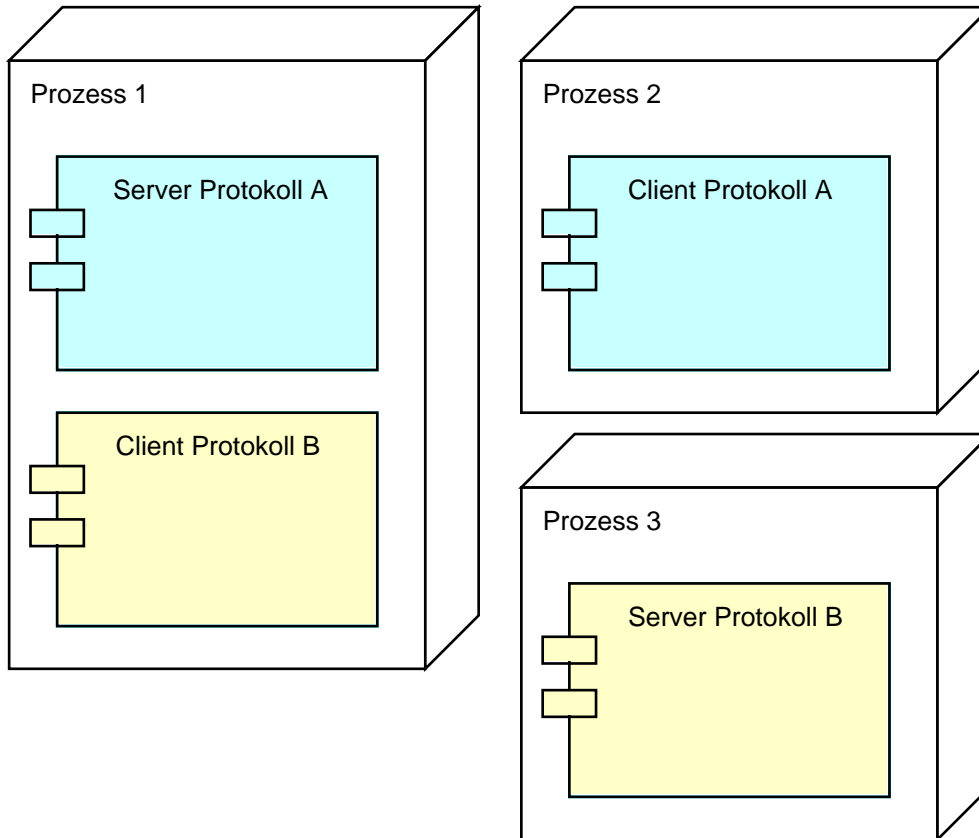 Prozess 1
Server Protokoll A
Client Protokoll B
Prozess 2
Client Protokoll A
Prozess 3
Server Protokoll B